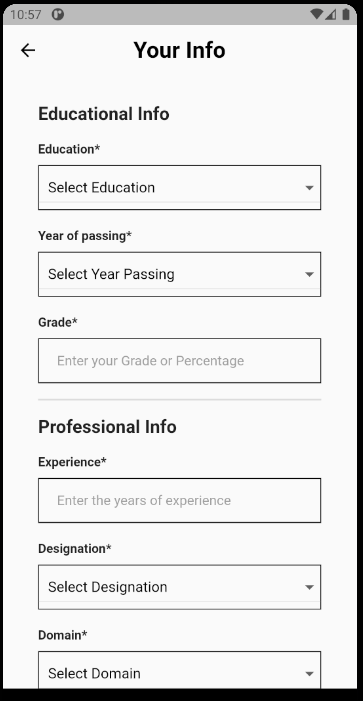 10:57
Your Info
Educational Info
Education*
Select Education
Year of passing*
Select Year Passing
Grade*
Enter your Grade or Percentage
Professional Info
Experience*
Enter the years of experience
Designation*
Select Designation
Domain*
Select Domain